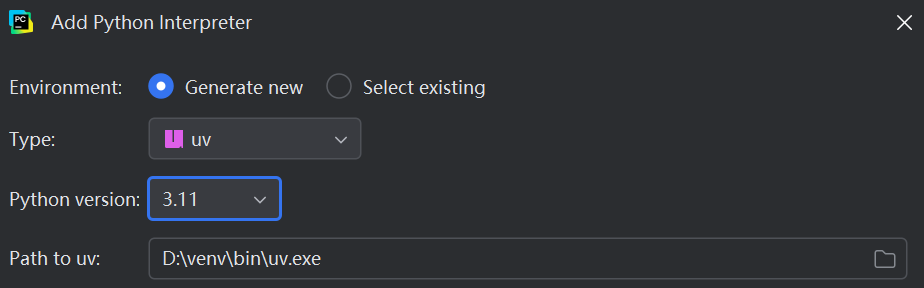 PC
Add Python Interpreter
Environment: Generate new Select existing
Type: uv
Python version: 3.11
Path to uv: D:\venv\bin\uv.exe